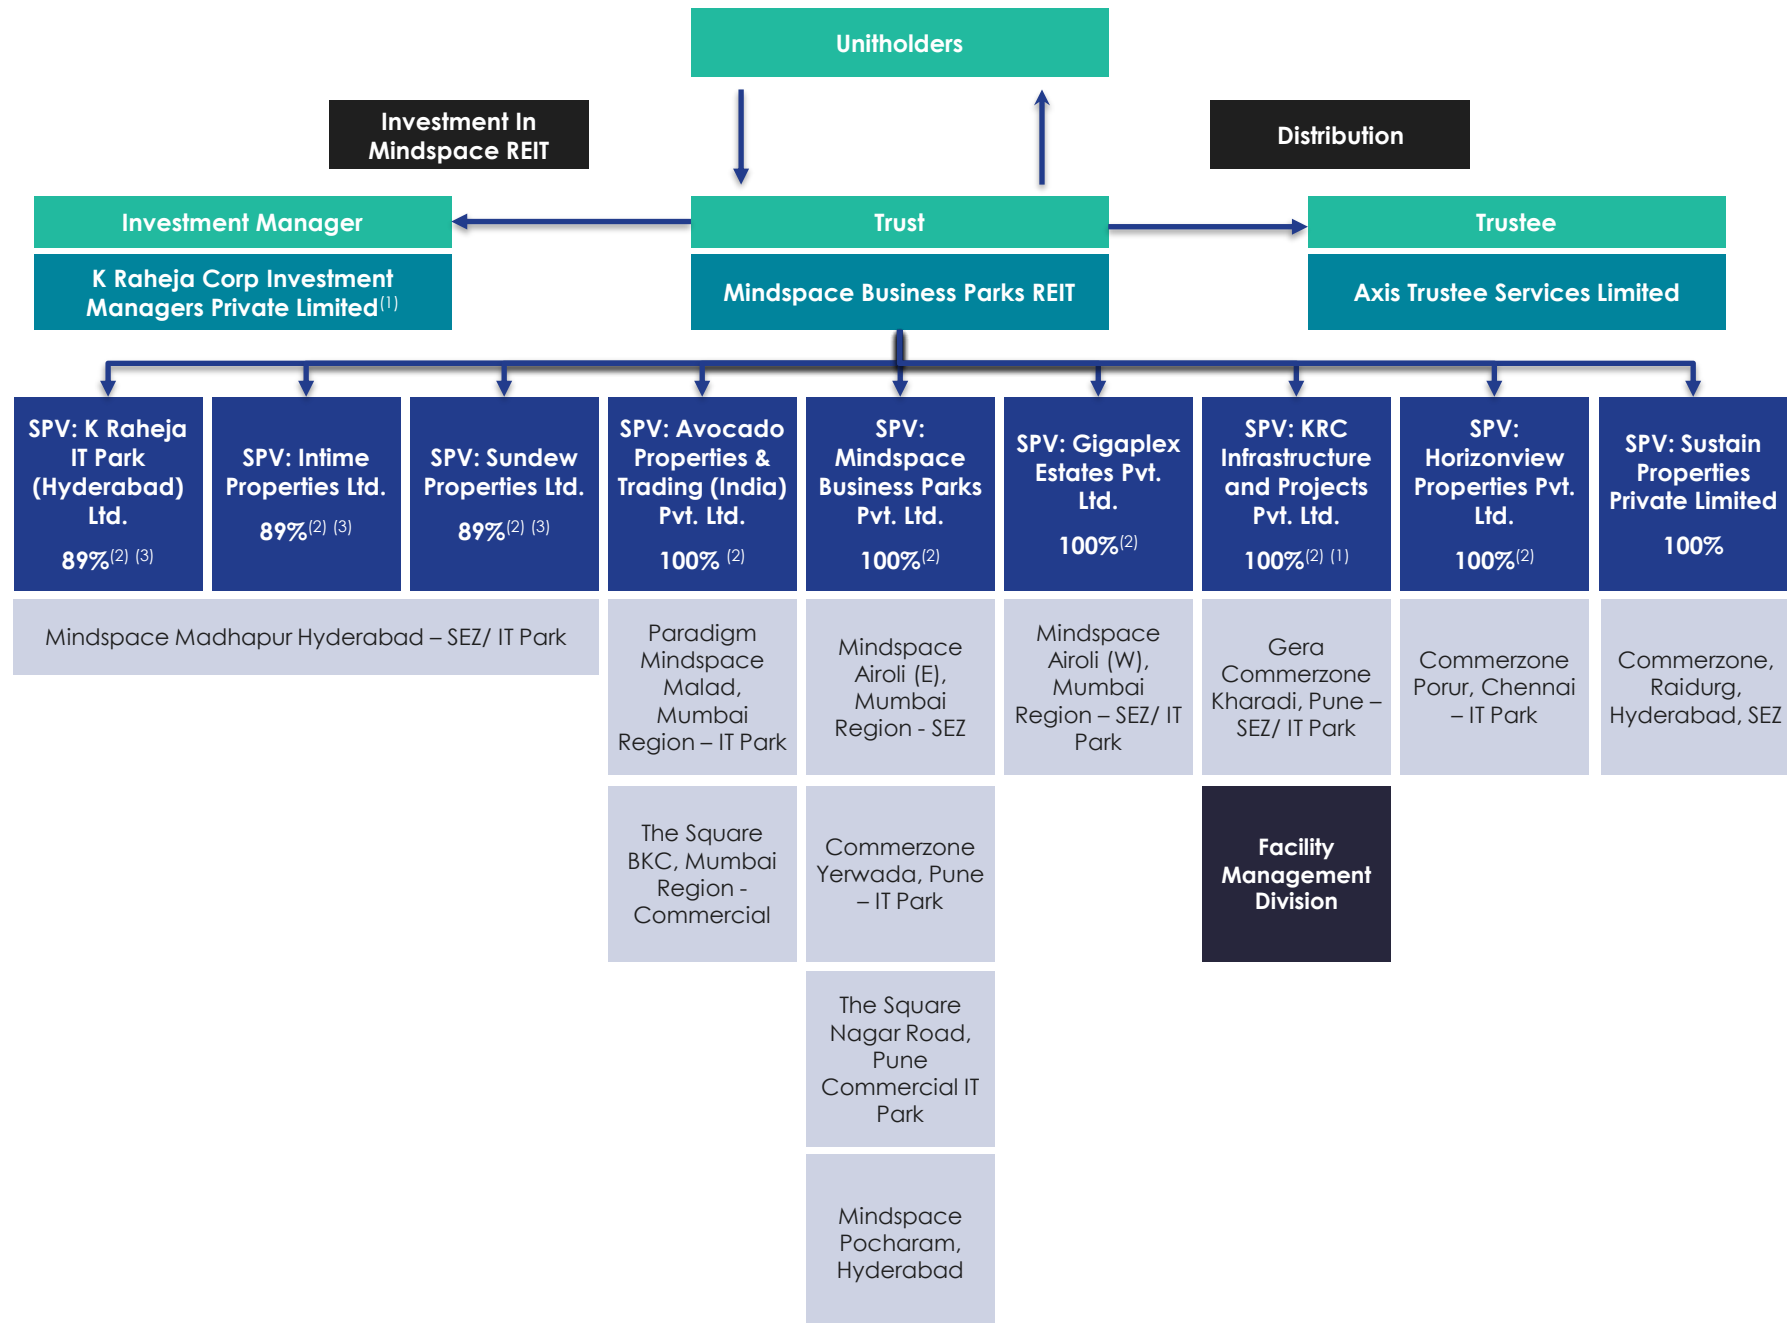 Unitholders
Investment In
Mindspace REIT
Distribution
Investment Manager
Trust
Trustee
K Raheja Corp Investment
Managers Private Limited(1)
Mindspace Business Parks REIT
Axis Trustee Services Limited
SPV: K Raheja
IT Park
(Hyderabad)
Ltd.
89%(2) (3)
SPV: Intime
Properties Ltd.
89%(2) (3)
SPV: Sundew
Properties Ltd.
89%(2) (3)
SPV: Avocado
Properties &
Trading (India)
Pvt. Ltd.
100% (2)
SPV:
Mindspace
Business Parks
Pvt. Ltd.
100%(2)
SPV: Gigaplex
Estates Pvt.
Ltd.
100%(2)
SPV: KRC
Infrastructure
and Projects
Pvt. Ltd.
100%(2) (1)
SPV:
Horizonview
Properties Pvt.
Ltd.
100%(2)
SPV: Sustain
Properties
Private Limited
100%
Mindspace Madhapur Hyderabad – SEZ/ IT Park
Paradigm
Mindspace
Malad,
Mumbai
Region – IT Park
Mindspace
Airoli (E),
Mumbai
Region - SEZ
Mindspace
Airoli (W),
Mumbai
Region – SEZ/ IT
Park
Gera
Commerzone
Kharadi, Pune –
SEZ/ IT Park
Commerzone
Porur, Chennai
– IT Park
Commerzone,
Raidurg,
Hyderabad, SEZ
The Square
BKC, Mumbai
Region -
Commercial
Commerzone
Yerwada, Pune
– IT Park
Facility
Management
Division
The Square
Nagar Road,
Pune
Commercial IT
Park
Mindspace
Pocharam,
Hyderabad